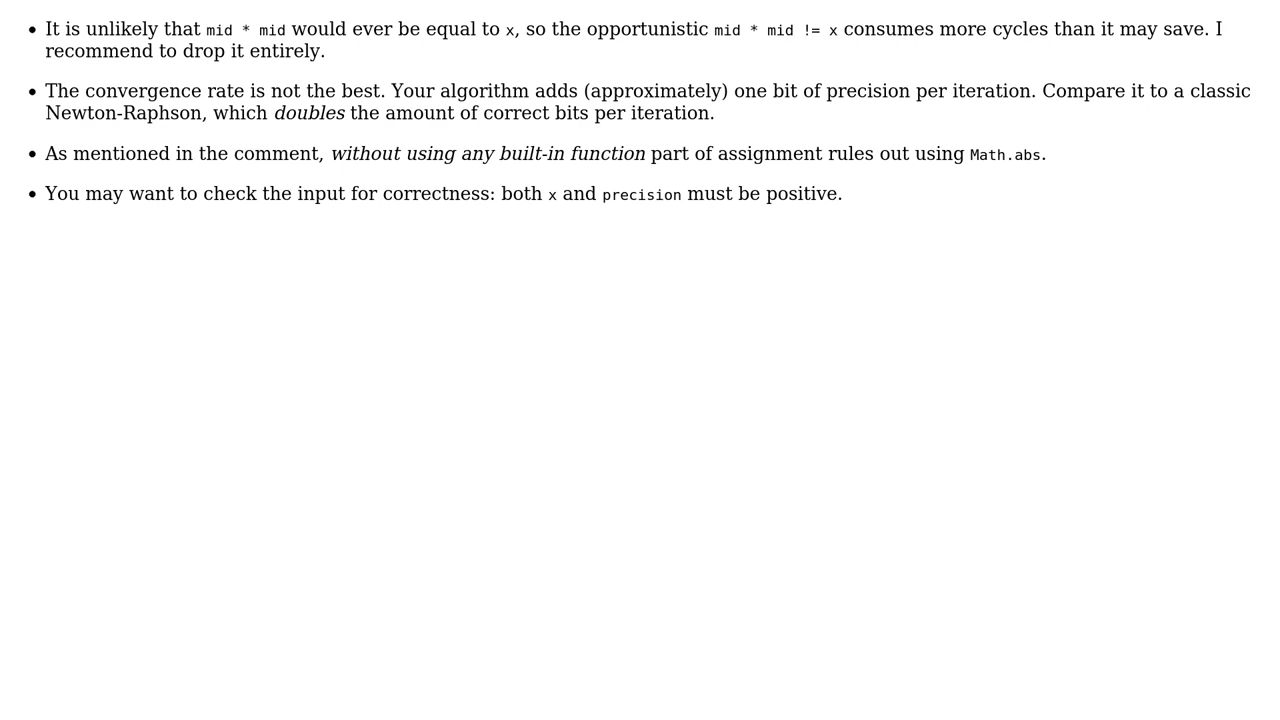 • It is unlikely that mid * mid would ever be equal to x, so the opportunistic mid * mid != x consumes more cycles than it may save. I
recommend to drop it entirely.
• The convergence rate is not the best. Your algorithm adds (approximately) one bit of precision per iteration. Compare it to a classic
Newton-Raphson, which doubles the amount of correct bits per iteration.
• As mentioned in the comment, without using any built-in function part of assignment rules out using Math.abs.
• You may want to check the input for correctness: both x and precision must be positive.